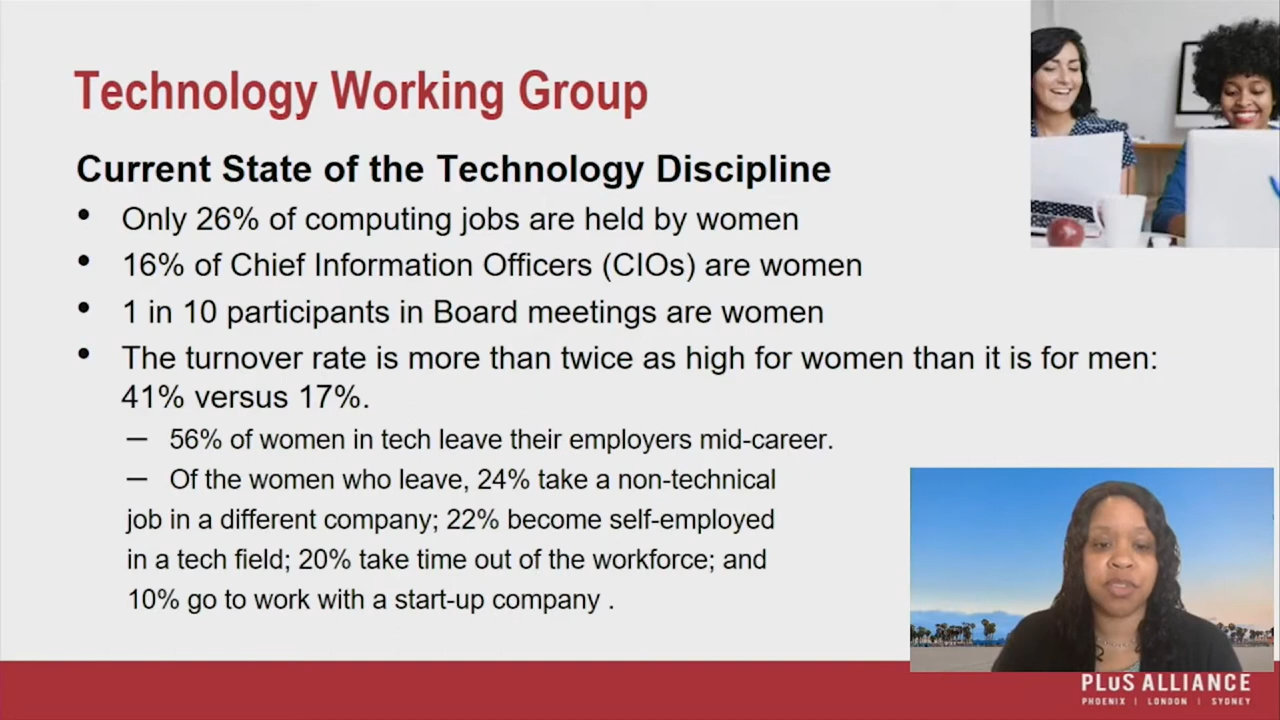 Technology Working Group
Current State of the Technology Discipline
• Only 26% of computing jobs are held by women
• 16% of Chief Information Officers (CIOs) are women
• 1 in 10 participants in Board meetings are women
• The turnover rate is more than twice as high for women than it is for men:
41% versus 17%.
– 56% of women in tech leave their employers mid-career.
– Of the women who leave, 24% take a non-technical
job in a different company; 22% become self-employed
in a tech field; 20% take time out of the workforce; and
10% go to work with a start-up company .
PLuS ALLIANCE
PHOENIX | LONDON | SYDNEY